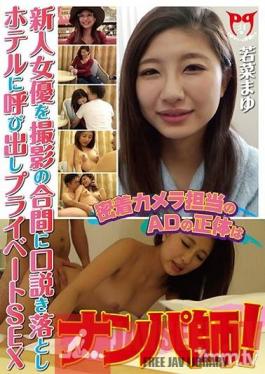 新人女優を撮影の合間に口説き落とし
ホテルに呼び出しプライベートSEX
若菜まゆ
密着カメラ担当の
ADの正体は
ナンパ師!
FREE JAV LIBRARY